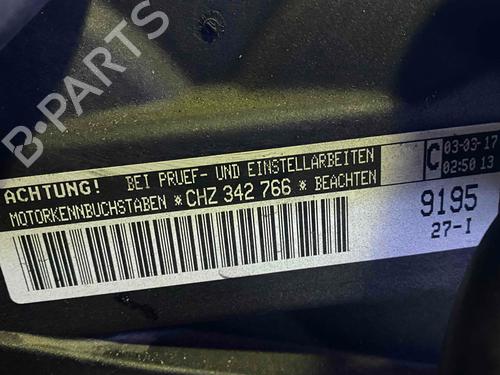 B-PARTS
ACHTUNG! BEI PRUEF- UND EINSTELLARBEITEN
MOTORKENNBUCHSTABEN *CHZ 342 766* BEACHTEN
C 03-03-17
02:50 13
9195
27-I